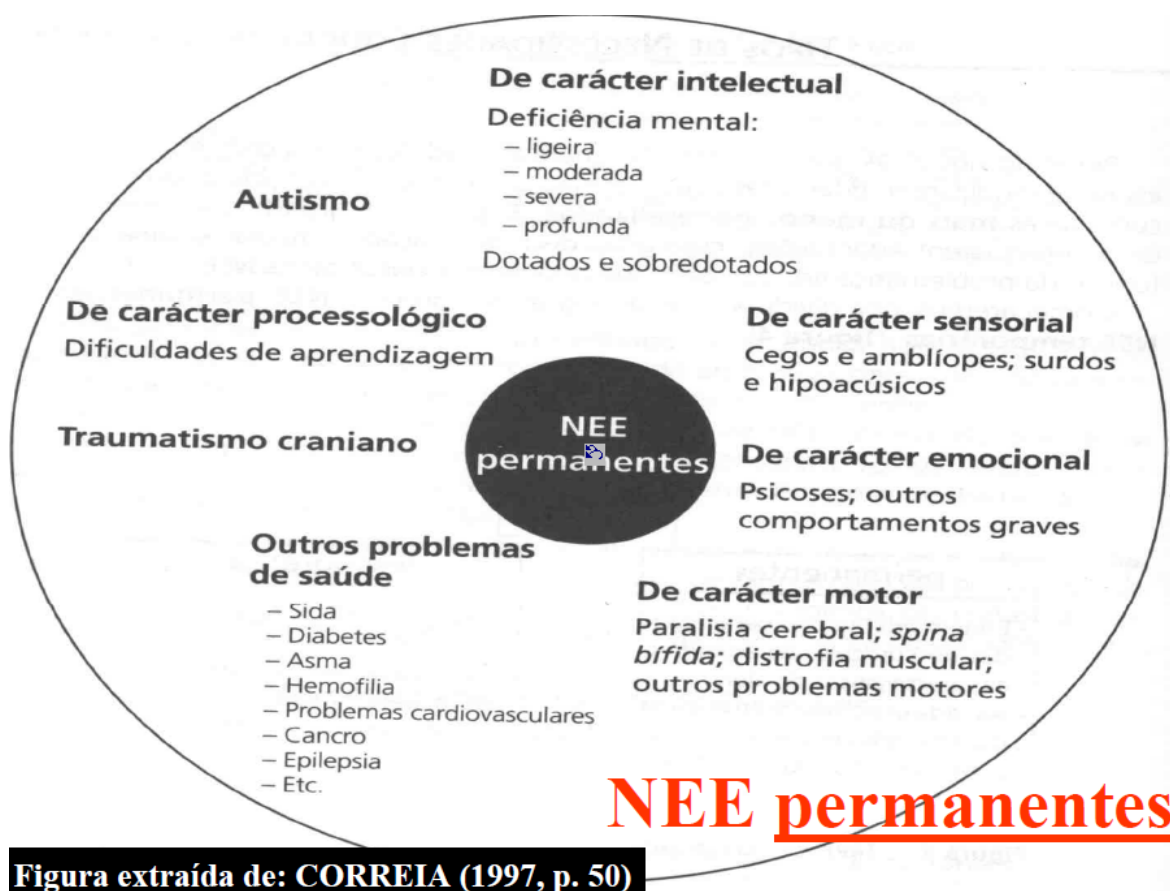 De carácter intelectual
Deficiência mental:
– ligeira
– moderada
– severa
– profunda
Dotados e sobredotados
Autismo
De carácter processológico
Dificuldades de aprendizagem
De carácter sensorial
Cegos e amblíopes; surdos
e hipoacúsicos
Traumatismo craniano
NEE
permanentes
De carácter emocional
Psicoses; outros
comportamentos graves
Outros problemas
de saúde
– Sida
– Diabetes
– Asma
– Hemofilia
– Problemas cardiovasculares
– Cancro
– Epilepsia
– Etc.
De carácter motor
Paralisia cerebral; spina
bífida; distrofia muscular;
outros problemas motores
NEE permanentes
Figura extraída de: CORREIA (1997, p. 50)